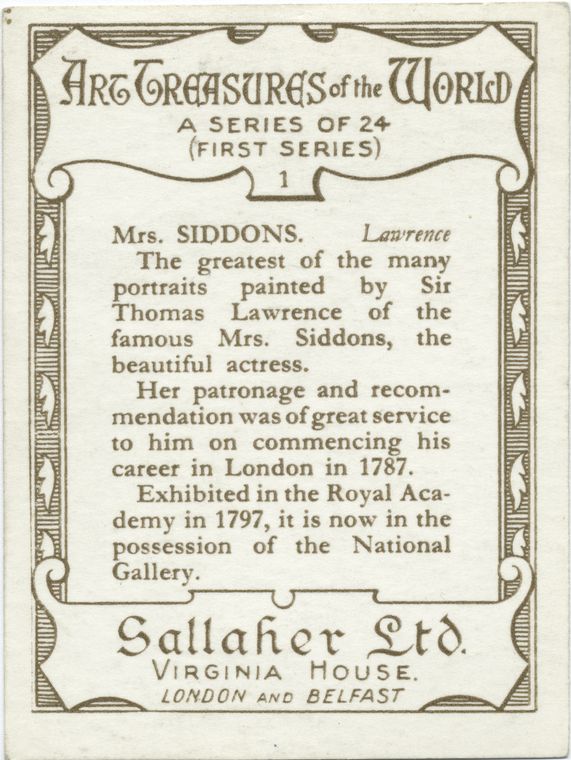 ART TREASURES of the WORLD
A SERIES OF 24
(FIRST SERIES)
1
Mrs. SIDDONS. Lawrence
The greatest of the many
portraits painted by Sir
Thomas Lawrence of the
famous Mrs. Siddons, the
beautiful actress.
Her patronage and recom-
mendation was of great service
to him on commencing his
career in London in 1787.
Exhibited in the Royal Aca-
demy in 1797, it is now in the
possession of the National
Gallery.
Gallaher Ltd.
VIRGINIA HOUSE.
LONDON AND BELFAST